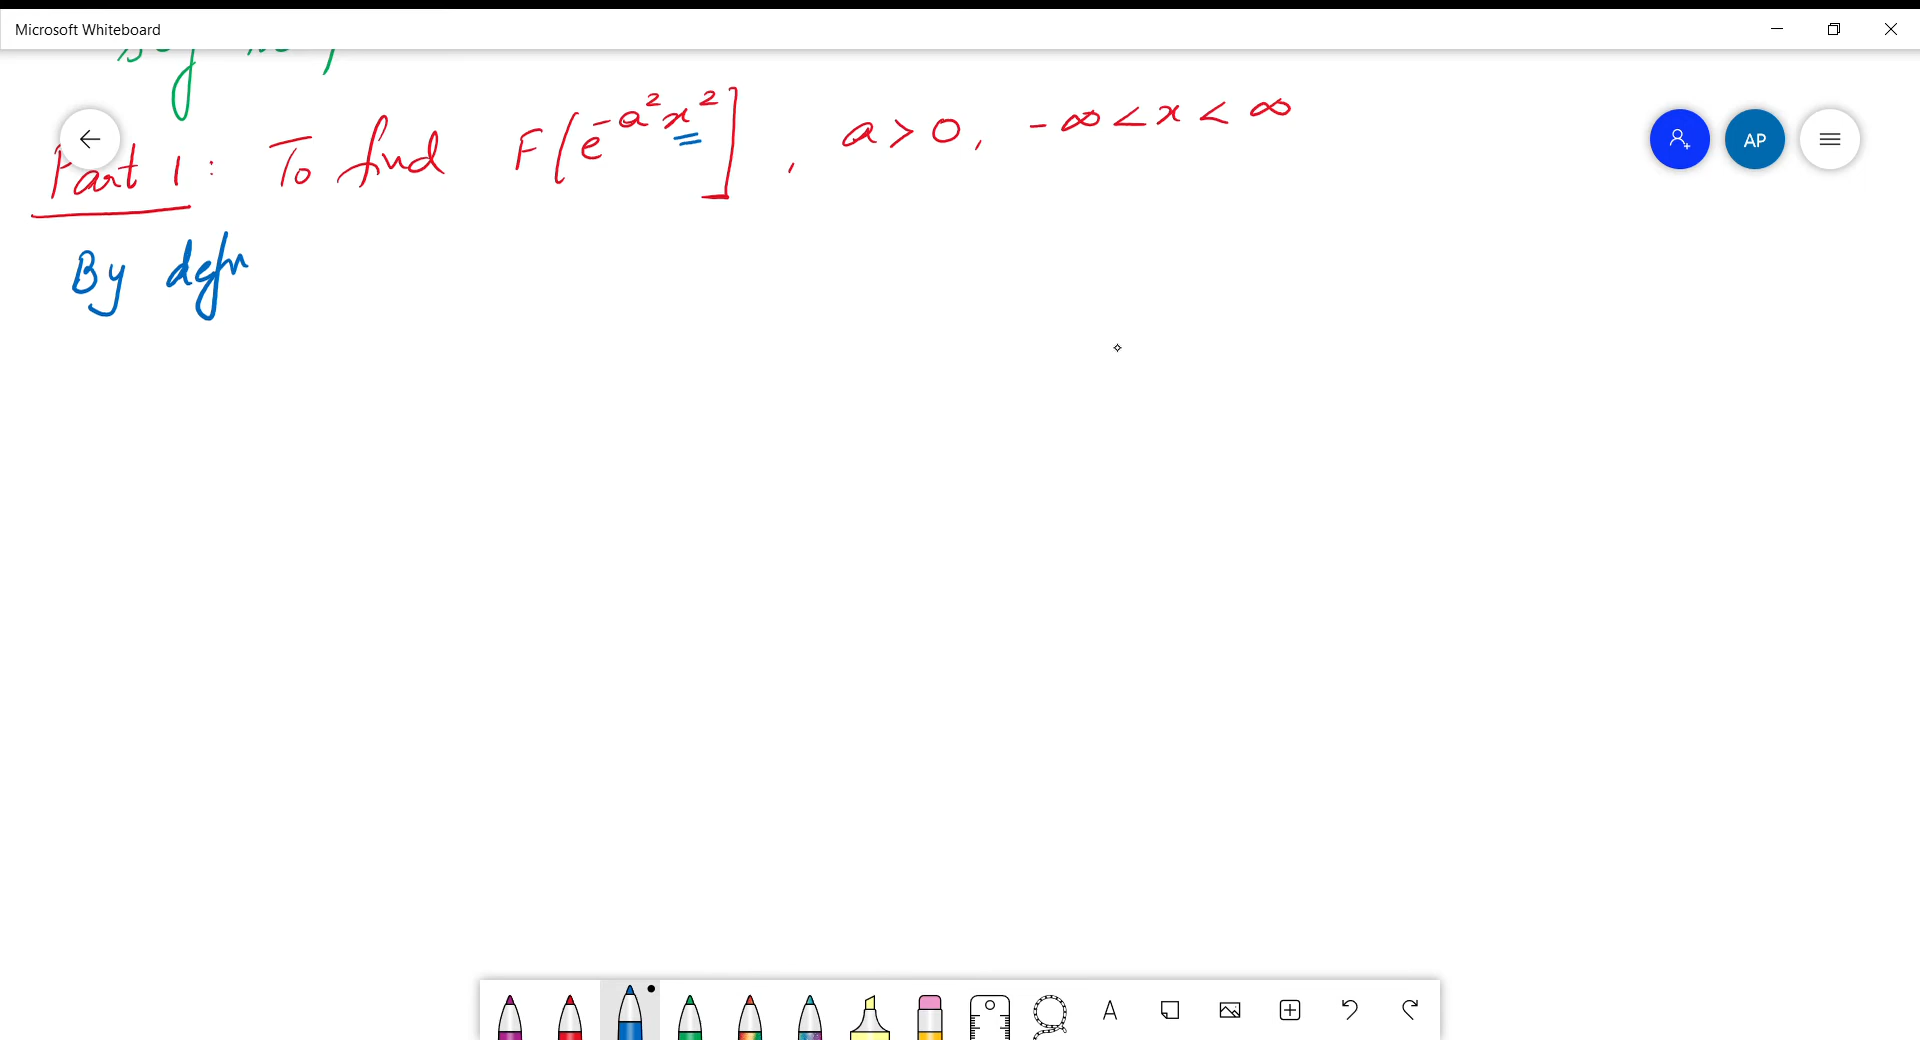 Microsoft Whiteboard
Part 1 : To find F[e^{-a²x²}] , a > 0, -∞ < x < ∞
By defn
AP